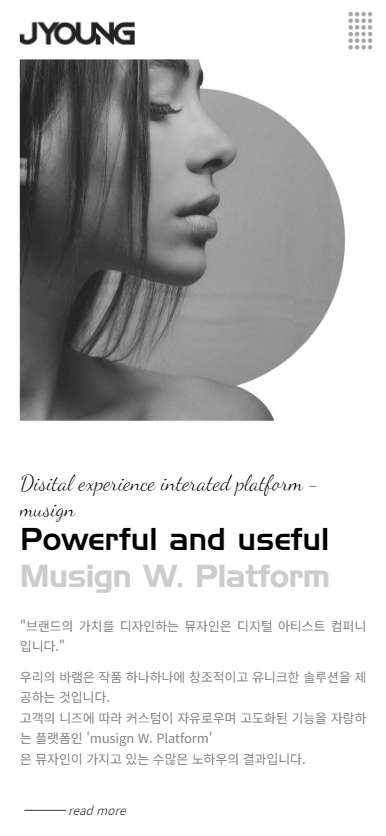 JYOUNG
Disital experience interated platform -
musign
Powerful and useful
Musign W. Platform
"브랜드의 가치를 디자인하는 뮤자인은 디지털 아티스트 컴퍼니
입니다."
우리의 바램은 작품 하나하나에 창조적이고 유니크한 솔루션을 제
공하는 것입니다.
고객의 니즈에 따라 커스텀이 자유로우며 고도화된 기능을 자랑하
는 플랫폼인 'musign W. Platform'
은 뮤자인이 가지고 있는 수많은 노하우의 결과입니다.
read more